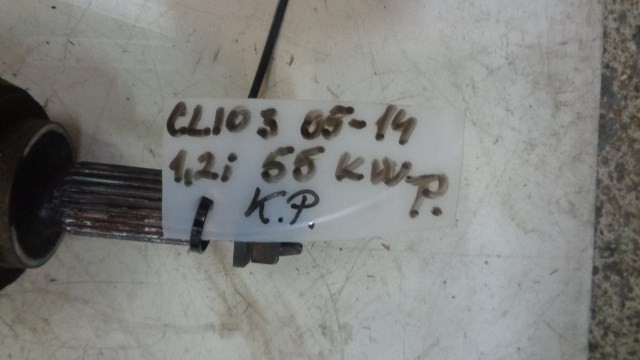 CLIO 3 05-14
1,2i 55 KW P.
K.P.